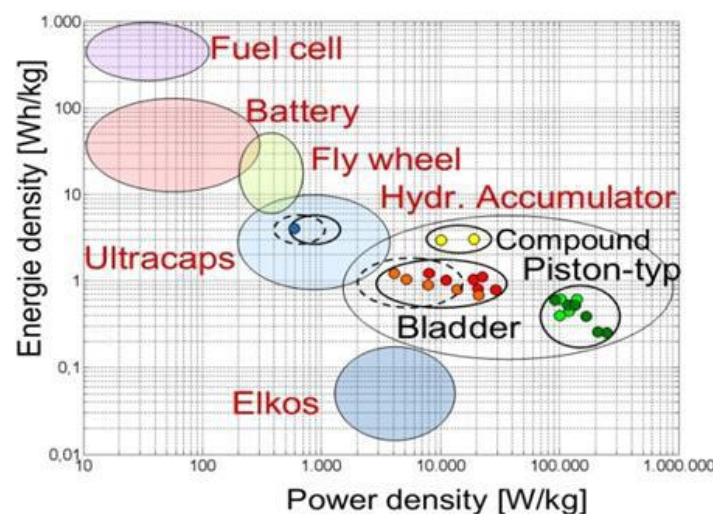 1.000
Fuel cell
100
Battery
Fly wheel
10
Hydr. Accumulator
Compound
Ultracaps
Piston-typ
1
Bladder
0,1
Elkos
0,01
10
100
1.000
10.000
100.000
1.000.000
Energie density [Wh/kg]
Power density [W/kg]